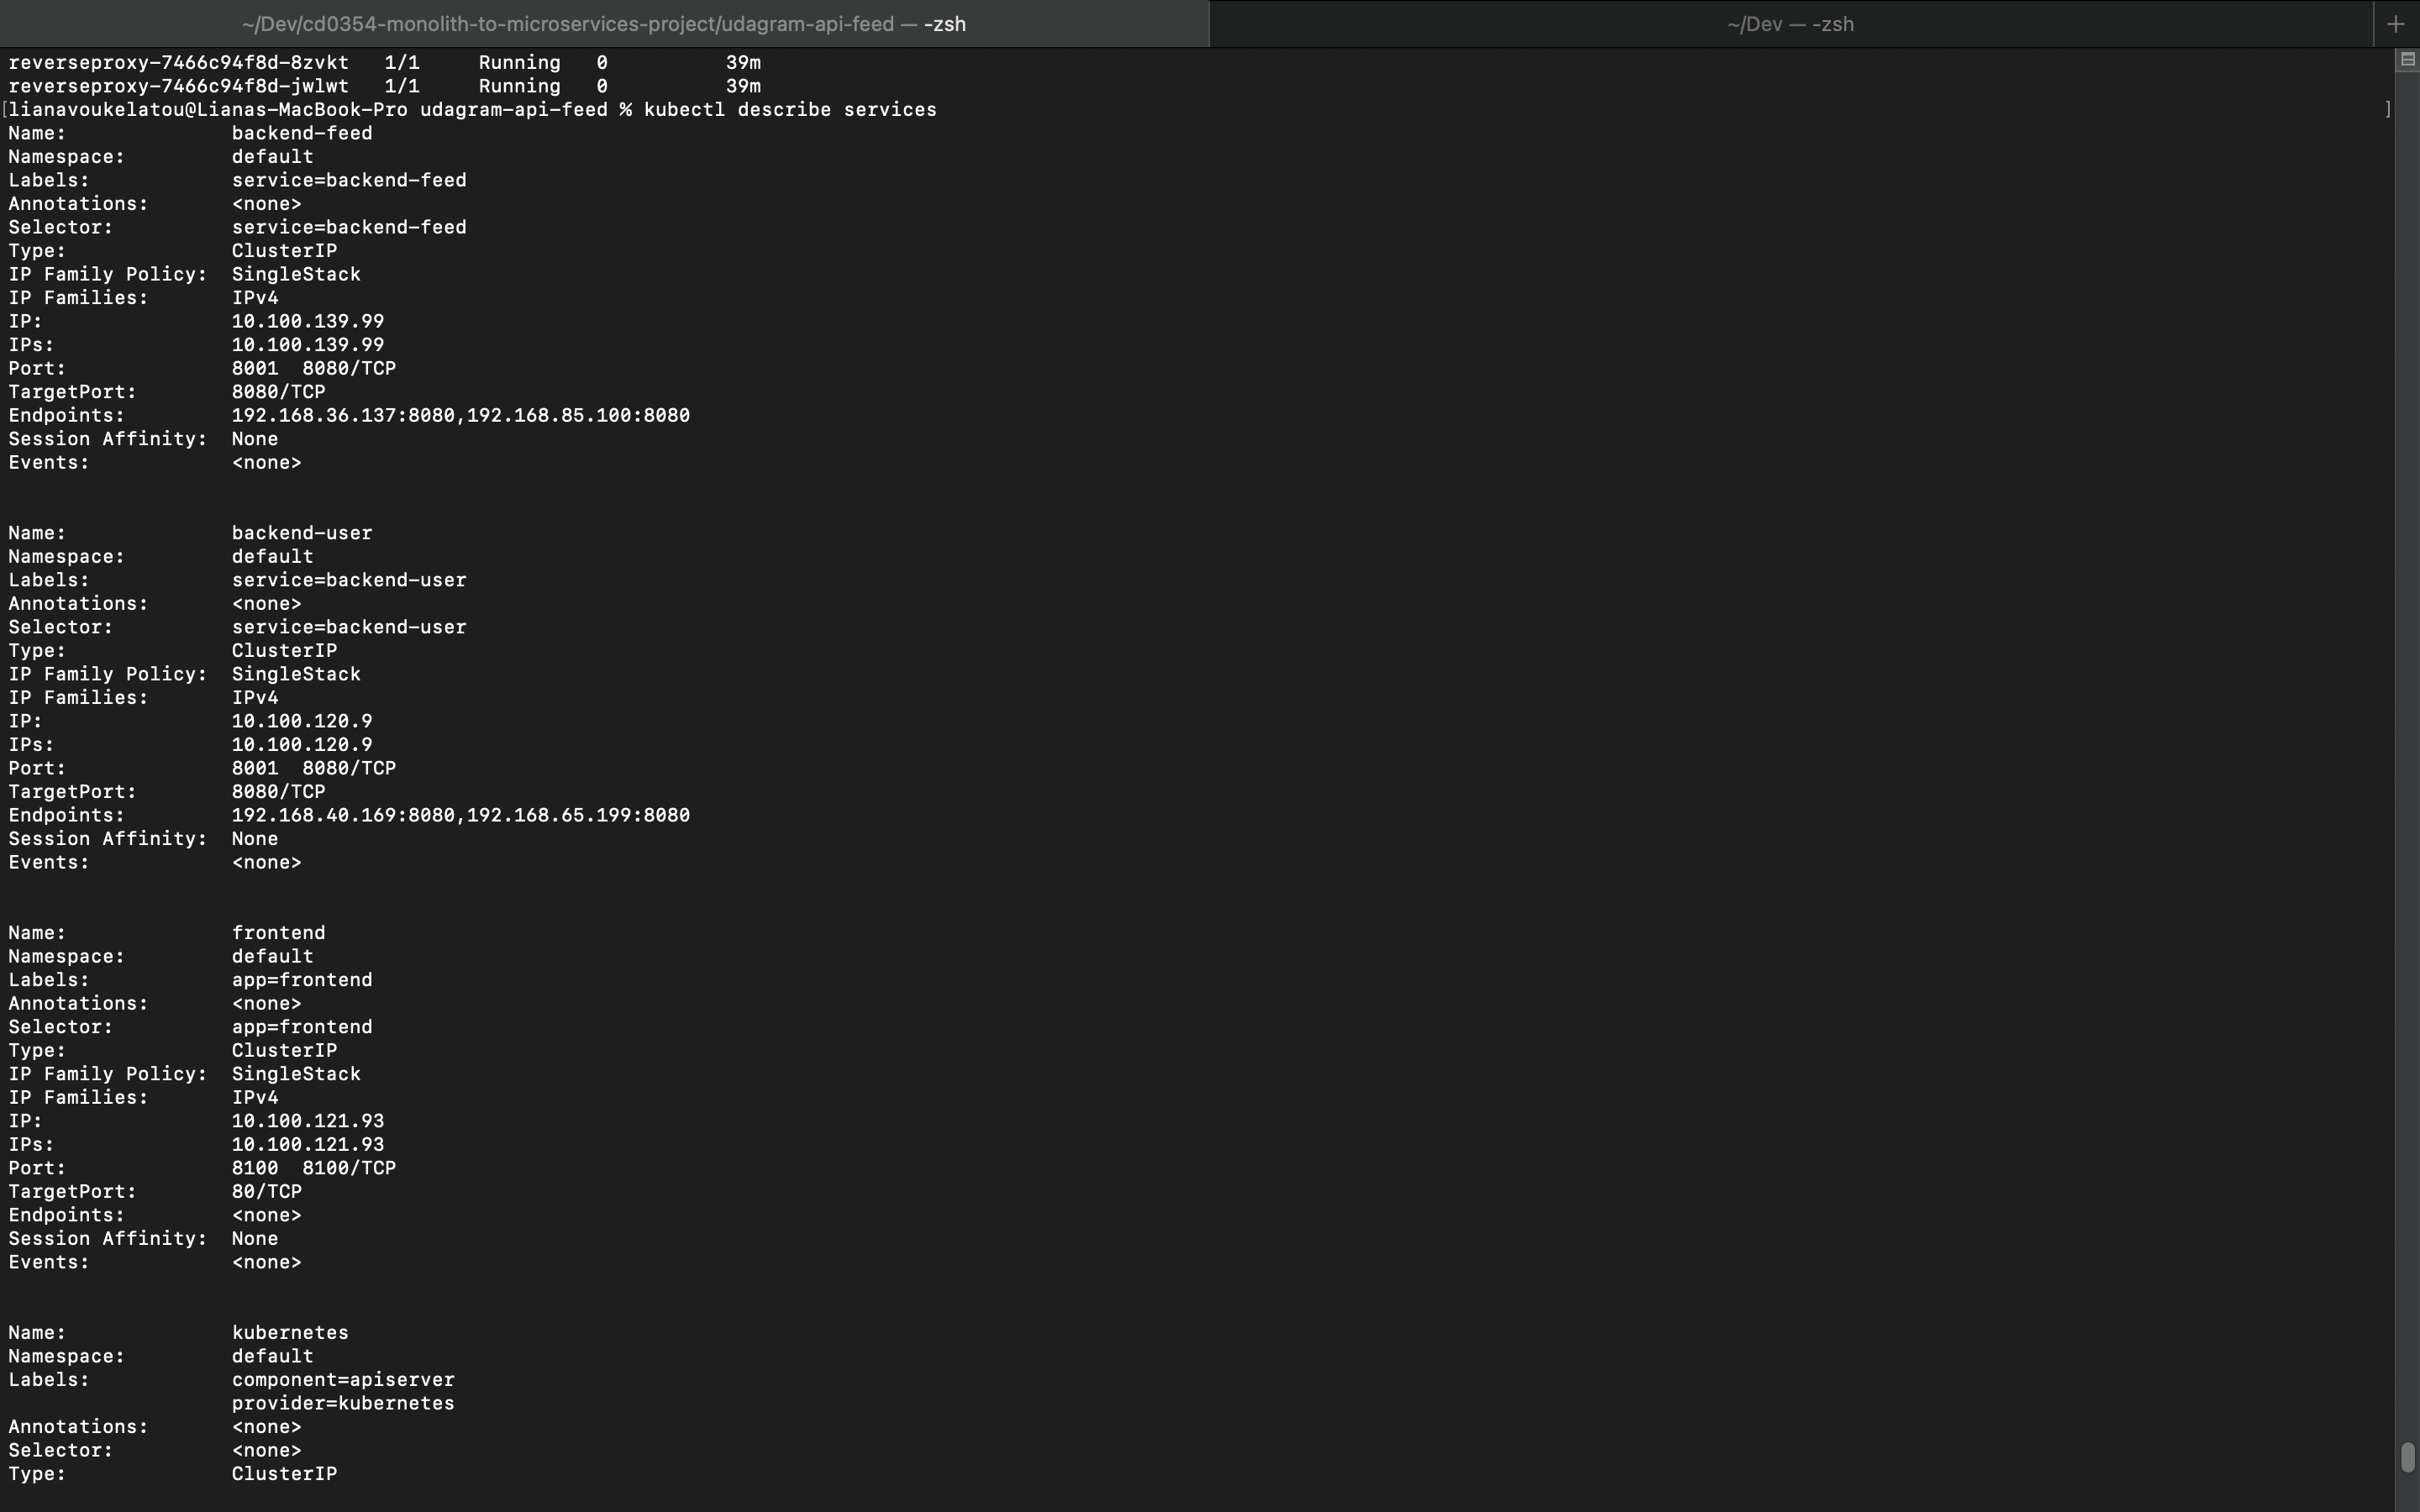 ~/Dev/cd0354-monolith-to-microservices-project/udagram-api-feed — -zsh
~/Dev — -zsh
reverseproxy-7466c94f8d-8zvkt   1/1     Running   0          39m
reverseproxy-7466c94f8d-jwlwt   1/1     Running   0          39m
[lianavoukelatou@Lianas-MacBook-Pro udagram-api-feed % kubectl describe services ]
Name:              backend-feed
Namespace:         default
Labels:            service=backend-feed
Annotations:       <none>
Selector:          service=backend-feed
Type:              ClusterIP
IP Family Policy:  SingleStack
IP Families:       IPv4
IP:                10.100.139.99
IPs:               10.100.139.99
Port:              8001  8080/TCP
TargetPort:        8080/TCP
Endpoints:         192.168.36.137:8080,192.168.85.100:8080
Session Affinity:  None
Events:            <none>
Name:              backend-user
Namespace:         default
Labels:            service=backend-user
Annotations:       <none>
Selector:          service=backend-user
Type:              ClusterIP
IP Family Policy:  SingleStack
IP Families:       IPv4
IP:                10.100.120.9
IPs:               10.100.120.9
Port:              8001  8080/TCP
TargetPort:        8080/TCP
Endpoints:         192.168.40.169:8080,192.168.65.199:8080
Session Affinity:  None
Events:            <none>
Name:              frontend
Namespace:         default
Labels:            app=frontend
Annotations:       <none>
Selector:          app=frontend
Type:              ClusterIP
IP Family Policy:  SingleStack
IP Families:       IPv4
IP:                10.100.121.93
IPs:               10.100.121.93
Port:              8100  8100/TCP
TargetPort:        80/TCP
Endpoints:         <none>
Session Affinity:  None
Events:            <none>
Name:              kubernetes
Namespace:         default
Labels:            component=apiserver
                   provider=kubernetes
Annotations:       <none>
Selector:          <none>
Type:              ClusterIP